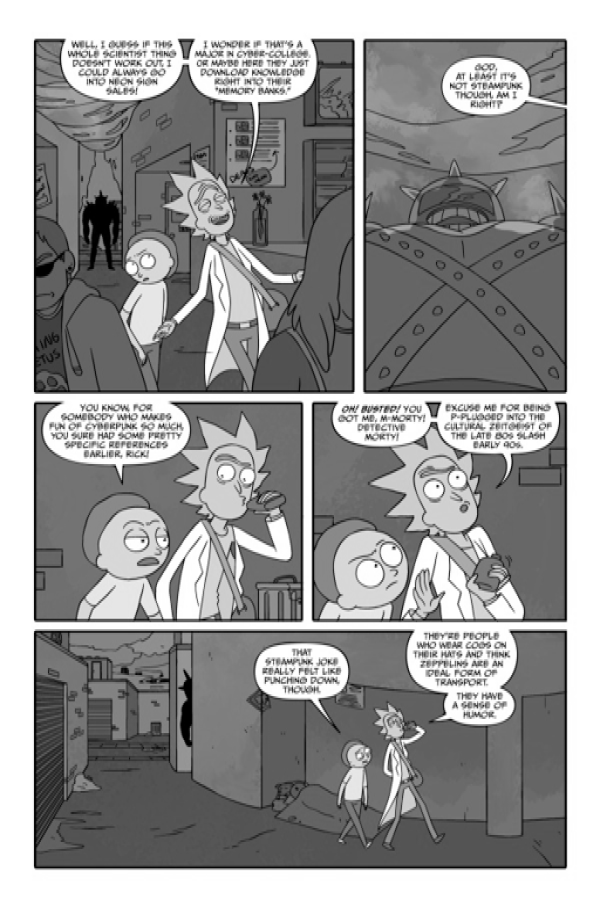 WELL, I GUESS IF THIS
WHOLE SCIENTIST THING
DOESN'T WORK OUT, I
COULD ALWAYS GO
INTO NEON SIGN
SALES!
I WONDER IF THAT'S A
MAJOR IN CYBER-COLLEGE.
OR MAYBE HERE THEY JUST
DOWNLOAD KNOWLEDGE
RIGHT INTO THEIR
"MEMORY BANKS."
GOD,
AT LEAST IT'S
NOT STEAMPUNK
THOUGH, AM I
RIGHT?
YOU KNOW, FOR
SOMEBODY WHO MAKES
FUN OF CYBERPUNK SO MUCH,
YOU SURE HAD SOME PRETTY
SPECIFIC REFERENCES
EARLIER, RICK!
OH! BUSTED! YOU
GOT ME, M-MORTY!
DETECTIVE
MORTY!
EXCUSE ME FOR BEING
P-PLUGGED INTO THE
CULTURAL ZEITGEIST OF
THE LATE 80S SLASH
EARLY 90S.
THAT
STEAMPUNK JOKE
REALLY FELT LIKE
PUNCHING DOWN,
THOUGH.
THEY'RE PEOPLE
WHO WEAR COGS ON
THEIR HATS AND THINK
ZEPPELINS ARE AN
IDEAL FORM OF
TRANSPORT.
THEY HAVE
A SENSE OF
HUMOR.